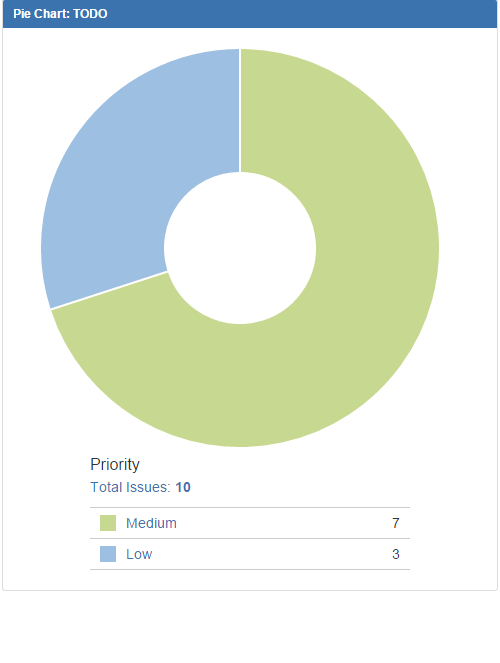 Pie Chart: TODO
Priority
Total Issues: 10
Medium 7
Low 3